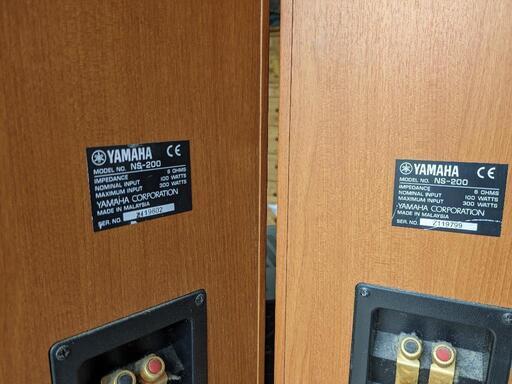 YAMAHA CE
MODEL NO. NS-200
IMPEDANCE 6 OHMS
NOMINAL INPUT 100 WATTS
MAXIMUM INPUT 300 WATTS
YAMAHA CORPORATION
MADE IN MALAYSIA
SER. NO. Z119802
YAMAHA CE
MODEL NO. NS-200
IMPEDANCE 6 OHMS
NOMINAL INPUT 100 WATTS
MAXIMUM INPUT 300 WATTS
YAMAHA CORPORATION
MADE IN MALAYSIA
SER. NO. Z119799